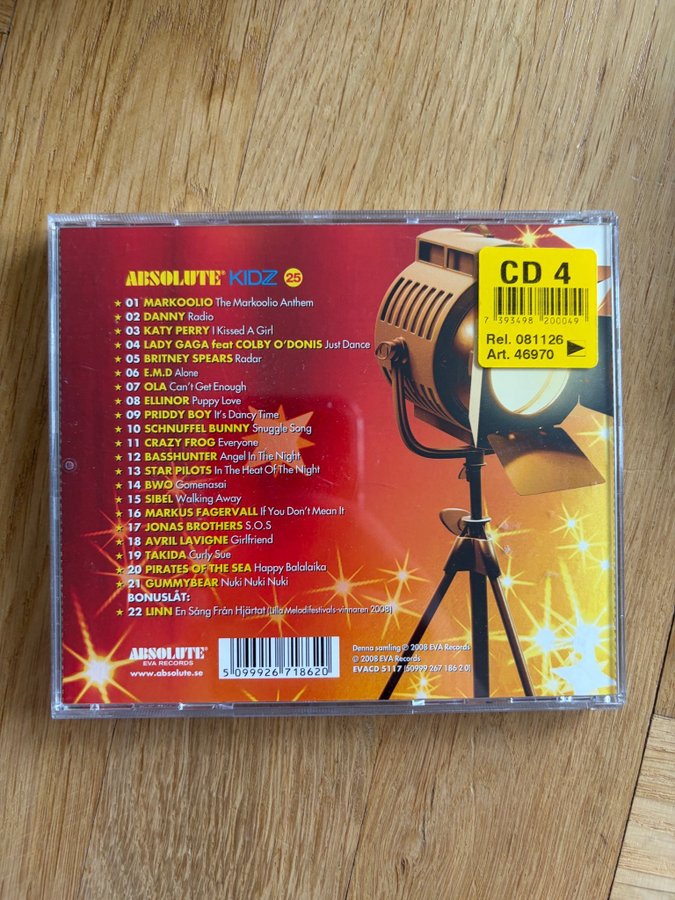 ABSOLUTE® KIDZ 25
CD 4
7 393498 200049
Rel. 081126
Art. 46970
01 MARKOOLIO The Markoolio Anthem
02 DANNY Radio
03 KATY PERRY I Kissed A Girl
04 LADY GAGA feat COLBY O'DONIS Just Dance
05 BRITNEY SPEARS Radar
06 E.M.D Alone
07 OLA Can't Get Enough
08 ELLINOR Puppy Love
09 PRIDDY BOY It's Dancy Time
10 SCHNUFFEL BUNNY Snuggle Song
11 CRAZY FROG Everyone
12 BASSHUNTER Angel In The Night
13 STAR PILOTS In The Heat Of The Night
14 BWO Gomenasai
15 SIBEL Walking Away
16 MARKUS FAGERVALL If You Don't Mean It
17 JONAS BROTHERS S.O.S
18 AVRIL LAVIGNE Girlfriend
19 TAKIDA Curly Sue
20 PIRATES OF THE SEA Happy Balalaika
21 GUMMYBEAR Nuki Nuki Nuki
BONUSLÅT:
22 LINN En Sång Från Hjärtat (Lilla Melodifestivals-vinnaren 2008)
ABSOLUTE®
EVA RECORDS
www.absolute.se
5 099926 718620
Denna samling ℗ 2008 EVA Records
© 2008 EVA Records
EVACD 5117 (50999 267 186 2 0)